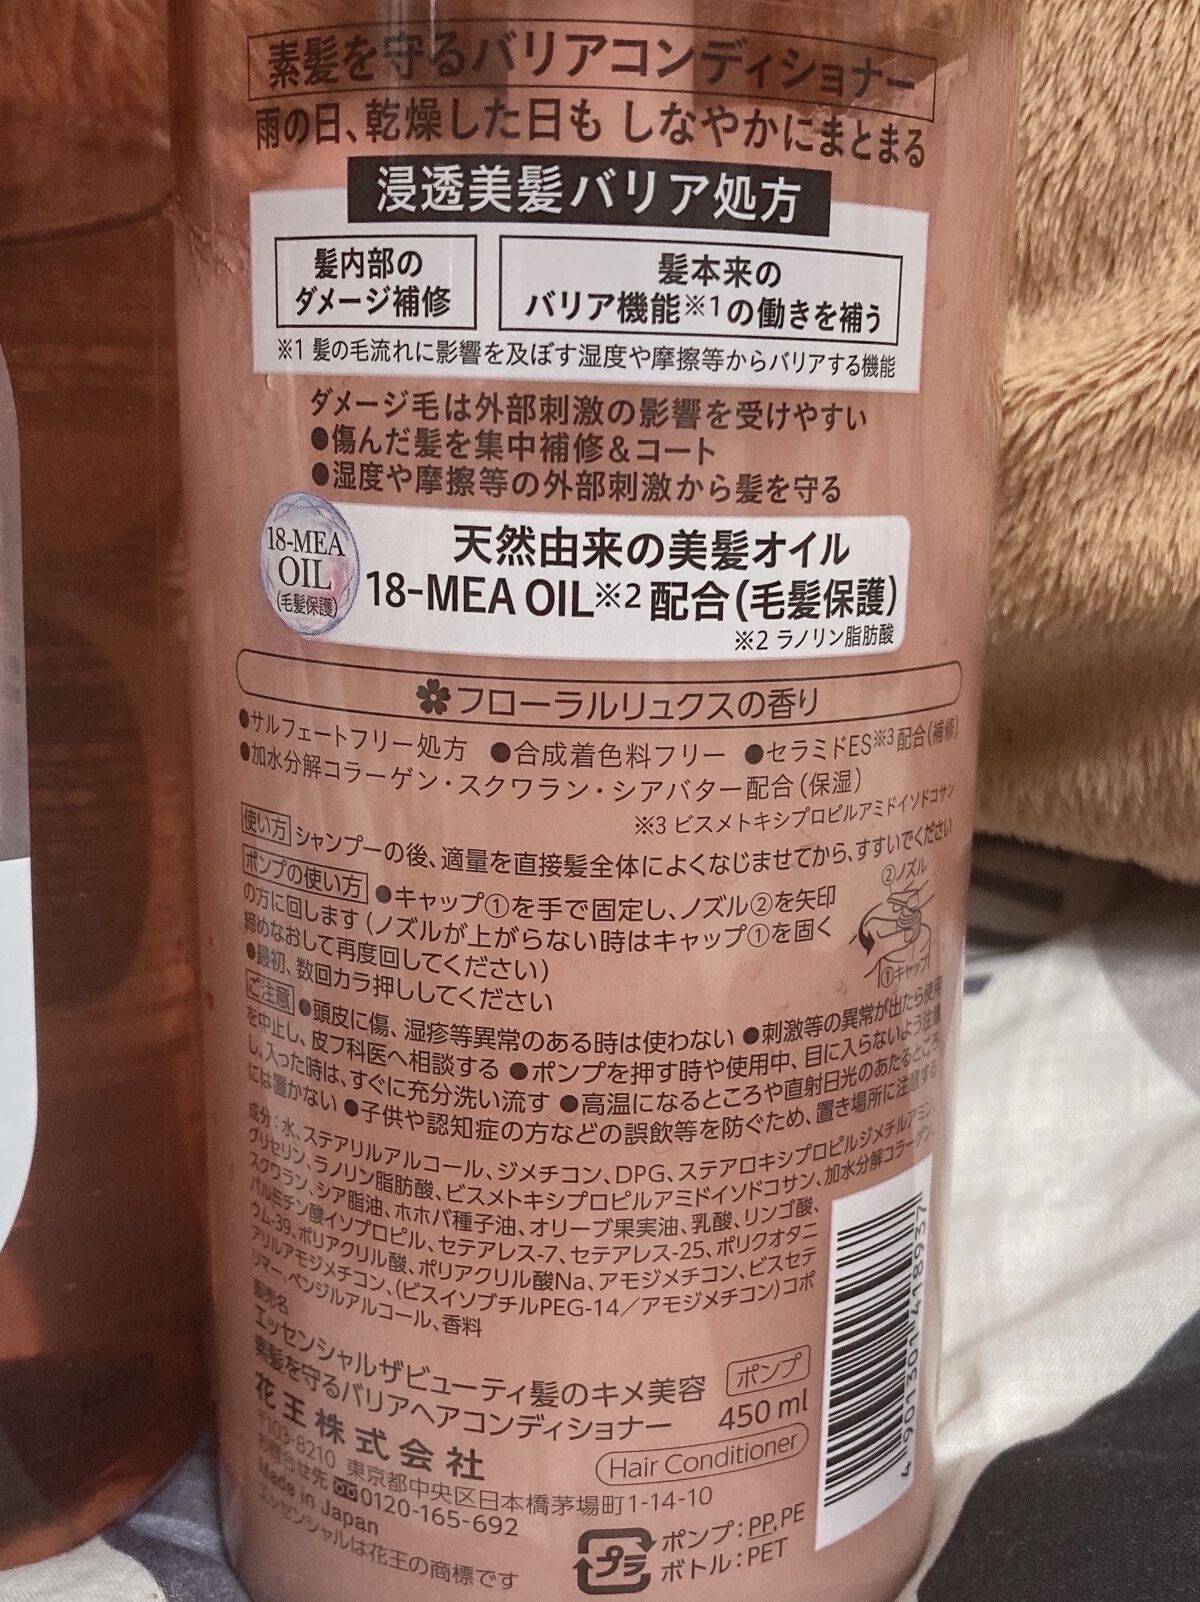 素髪を守るバリアコンディショナー
雨の日、乾燥した日も しなやかにまとまる
浸透美髪バリア処方
髪内部の
ダメージ補修
髪本来の
バリア機能※1の働きを補う
※1 髪の毛流れに影響を及ぼす湿度や摩擦等からバリアする機能
ダメージ毛は外部刺激の影響を受けやすい
●傷んだ髪を集中補修&コート
●湿度や摩擦等の外部刺激から髪を守る
18-MEA
OIL
(毛髪保護)
天然由来の美髪オイル
18-MEA OIL※2 配合(毛髪保護)
※2 ラノリン脂肪酸
フローラルリュクスの香り
●サルフェートフリー処方 ●合成着色料フリー ●セラミドES※3配合(補修)
●加水分解コラーゲン・スクワラン・シアバター配合(保湿)
※3 ビスメトキシプロピルアミドイソドコサン
使い方 シャンプーの後、適量を直接髪全体によくなじませてから、すすいでください
ポンプの使い方 ●キャップ①を手で固定し、ノズル②を矢印
の方に回します(ノズルが上がらない時はキャップ①を固く
締めなおして再度回してください)
●最初、数回カラ押ししてください
②ノズル
①キャップ
ご注意 ●頭皮に傷、湿疹等異常のある時は使わない ●刺激等の異常が出たら使用
を中止し、皮フ科医へ相談する ●ポンプを押す時や使用中、目に入らないよう注意
し、入った時は、すぐに充分洗い流す ●高温になるところや直射日光のあたるところ
には置かない ●子供や認知症の方などの誤飲等を防ぐため、置き場所に注意する
成分:水、ステアリルアルコール、ジメチコン、DPG、ステアロキシプロピルジメチルアミン、
グリセリン、ラノリン脂肪酸、ビスメトキシプロピルアミドイソドコサン、加水分解コラーゲン、
スクワラン、シア脂油、ホホバ種子油、オリーブ果実油、乳酸、リンゴ酸、
パルミチン酸イソプロピル、セテアレス-7、セテアレス-25、ポリクオタニ
ウム-39、ポリアクリル酸、ポリアクリル酸Na、アモジメチコン、ビスセテ
アリルアモジメチコン、(ビスイソブチルPEG-14/アモジメチコン)コポ
リマー、ベンジルアルコール、香料
販売名
エッセンシャルザビューティ髪のキメ美容
素髪を守るバリアヘアコンディショナー
ポンプ
450 ml
花王株式会社
Hair Conditioner
〒103-8210 東京都中央区日本橋茅場町1-14-10
お問合せ先 0120-165-692
Made in Japan
エッセンシャルは花王の商標です
プラ
ポンプ:PP,PE
ボトル:PET
4 901301 418937